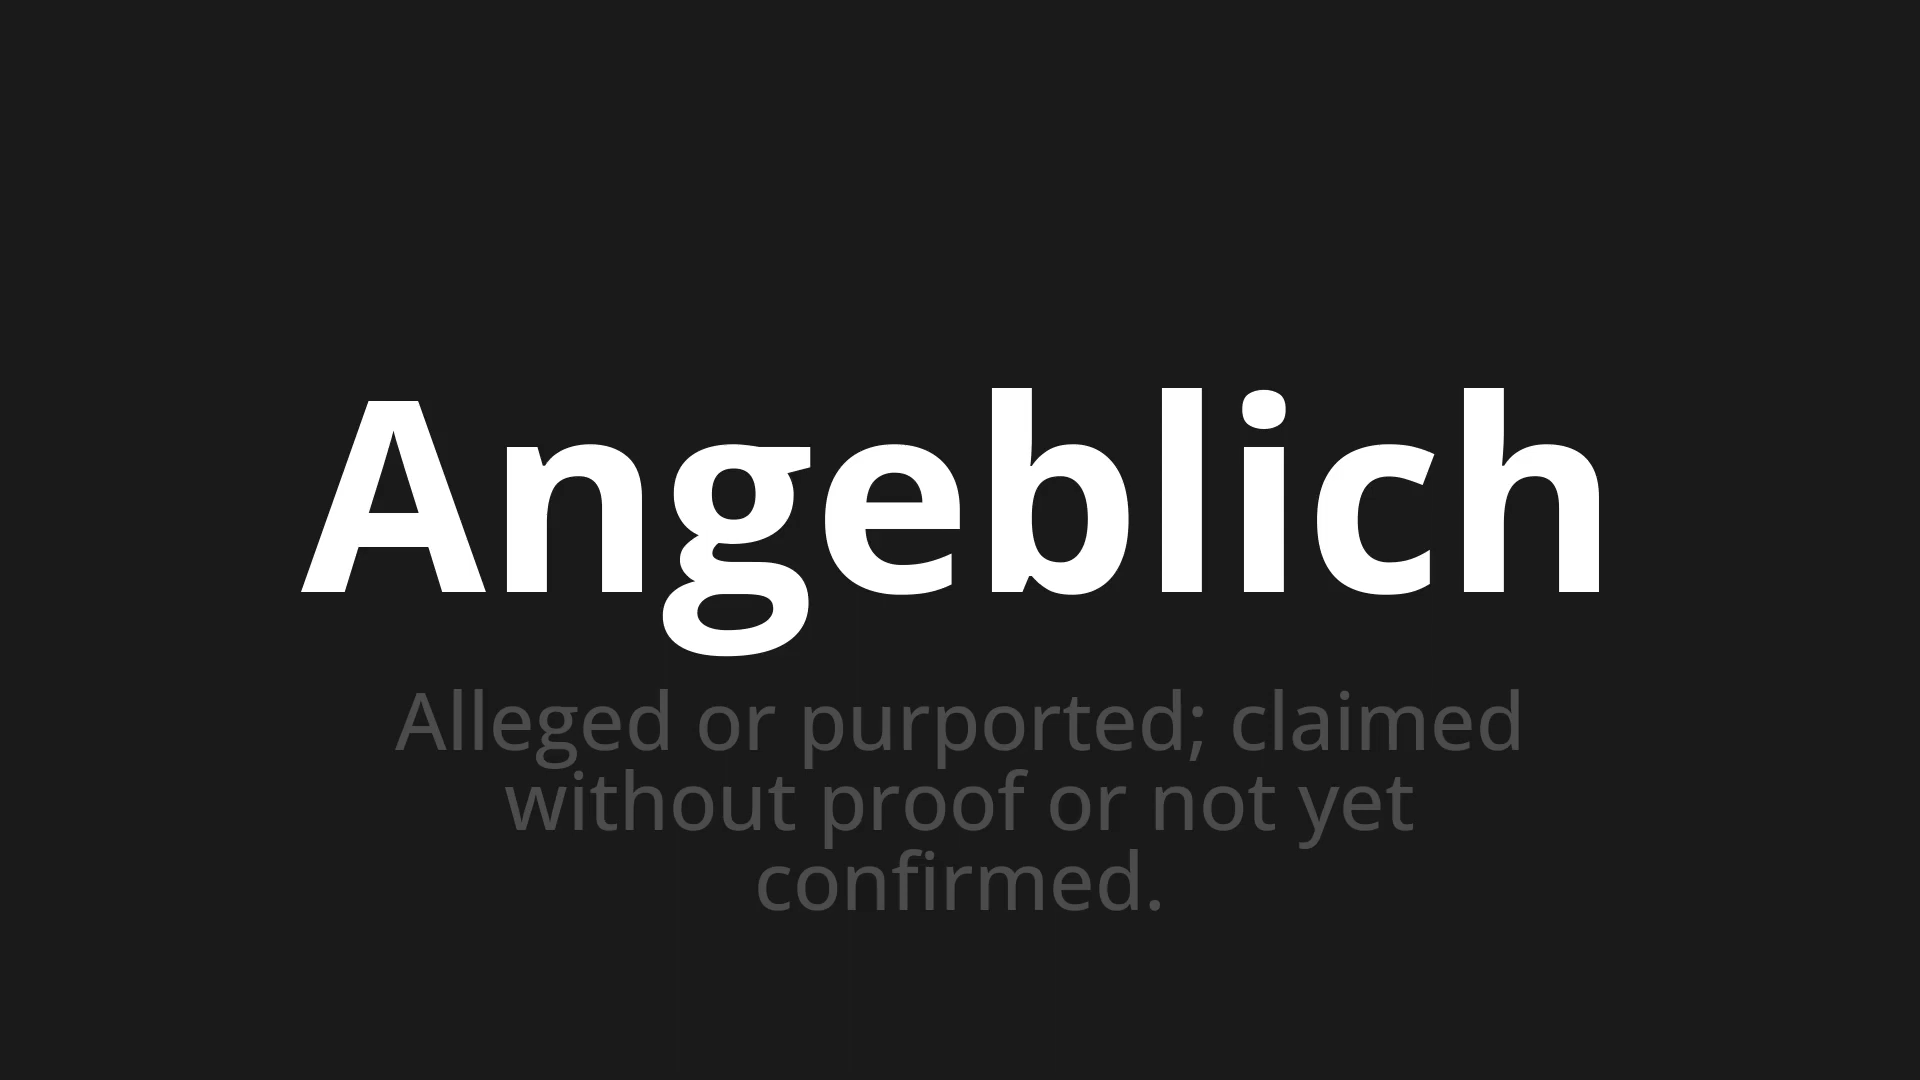 Angeblich
Alleged or purported; claimed
without proof or not yet
confirmed.